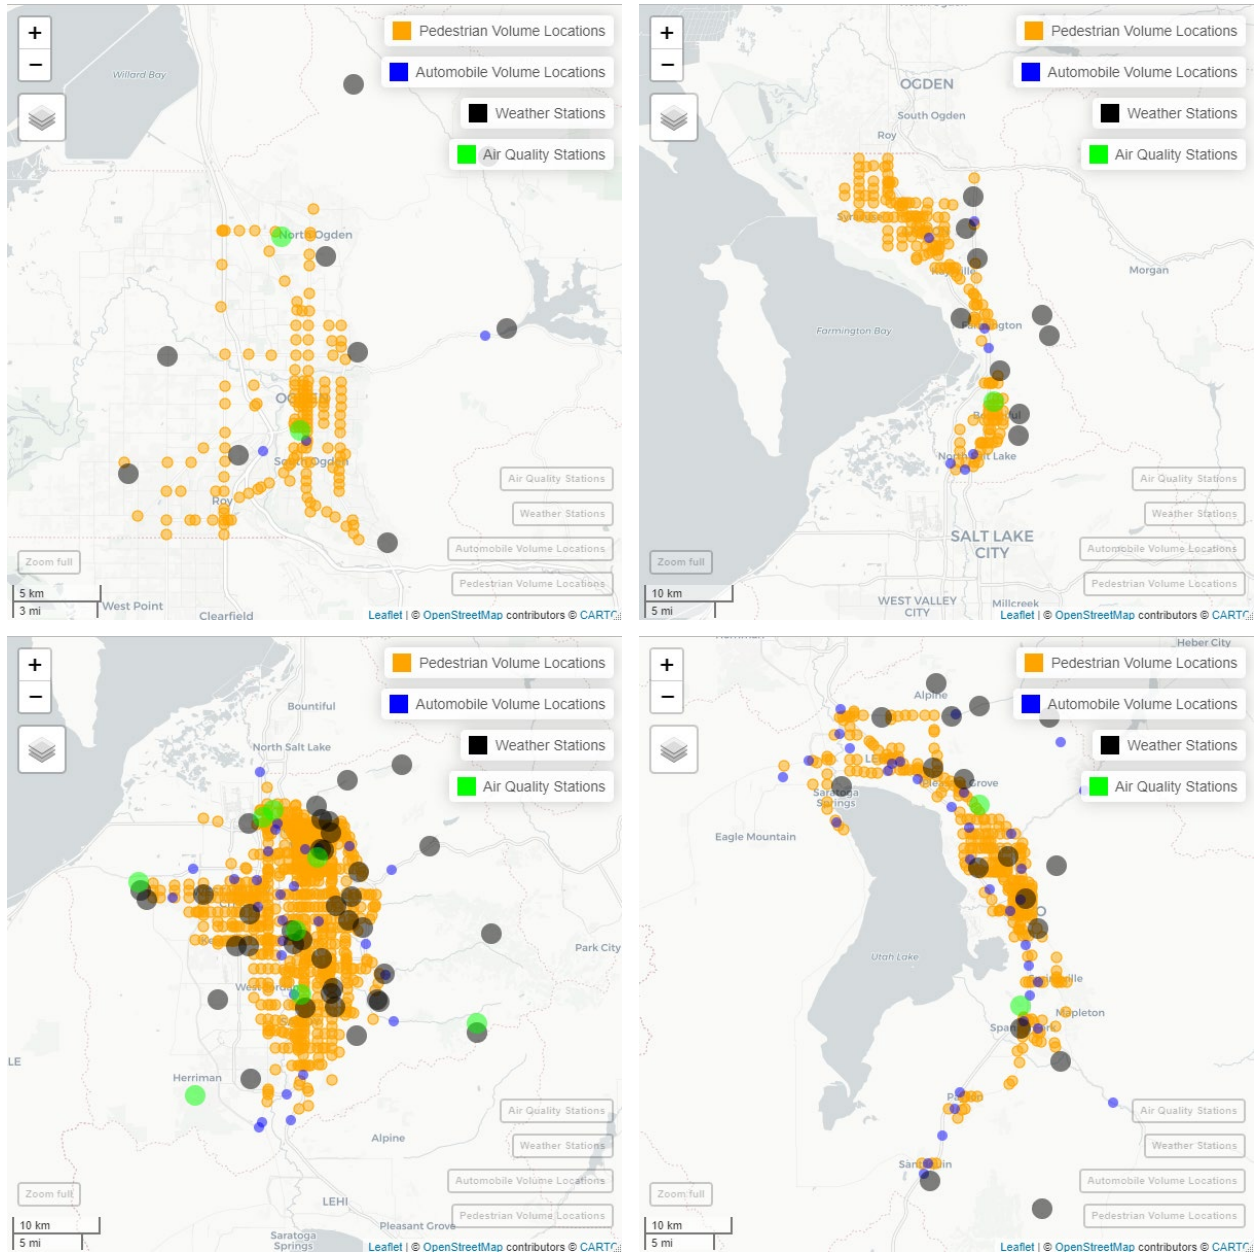 +
−
Pedestrian Volume Locations
Automobile Volume Locations
Weather Stations
Air Quality Stations
Willard Bay
North Ogden
South Ogden
Roy
Air Quality Stations
Weather Stations
Automobile Volume Locations
Pedestrian Volume Locations
Zoom full
5 km
3 mi
West Point
Clearfield
Leaflet | © OpenStreetMap contributors © CARTO
+
−
Pedestrian Volume Locations
Automobile Volume Locations
Weather Stations
Air Quality Stations
OGDEN
South Ogden
Roy
Morgan
Farmington Bay
SALT LAKE
CITY
WEST VALLEY
CITY
Millcreek
Air Quality Stations
Weather Stations
Automobile Volume Locations
Pedestrian Volume Locations
Zoom full
10 km
5 mi
Leaflet | © OpenStreetMap contributors © CARTO
+
−
Pedestrian Volume Locations
Automobile Volume Locations
Weather Stations
Air Quality Stations
Bountiful
North Salt Lake
Park City
LE
Herriman
Alpine
LEHI
Pleasant Grove
Saratoga
Springs
Air Quality Stations
Weather Stations
Automobile Volume Locations
Pedestrian Volume Locations
Zoom full
10 km
5 mi
Leaflet | © OpenStreetMap contributors © CARTO
+
−
Pedestrian Volume Locations
Automobile Volume Locations
Weather Stations
Air Quality Stations
Heber City
Alpine
Saratoga
Springs
Eagle Mountain
Utah Lake
Mapleton
Air Quality Stations
Weather Stations
Automobile Volume Locations
Pedestrian Volume Locations
Zoom full
10 km
5 mi
Leaflet | © OpenStreetMap contributors © CARTO